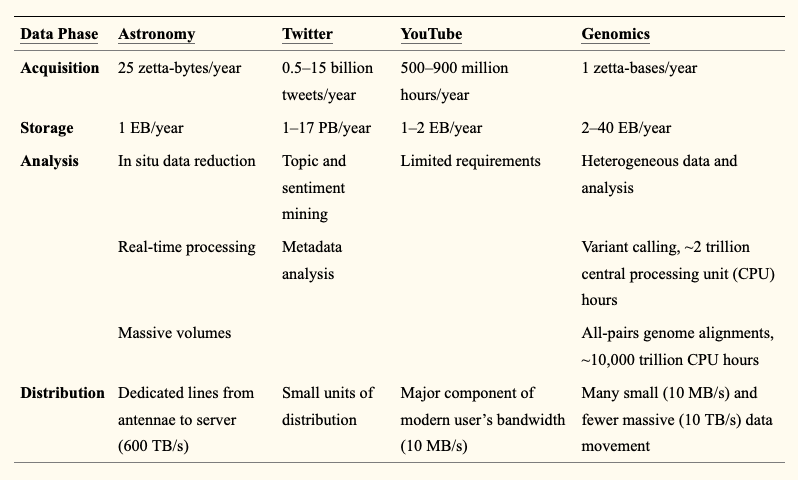 Data Phase Astronomy Twitter YouTube Genomics
Acquisition 25 zetta-bytes/year 0.5–15 billion 500–900 million 1 zetta-bases/year
tweets/year hours/year
Storage 1 EB/year 1–17 PB/year 1–2 EB/year 2–40 EB/year
Analysis In situ data reduction Topic and Limited requirements Heterogeneous data and
sentiment analysis
mining
Real-time processing Metadata Variant calling, ~2 trillion
analysis central processing unit (CPU)
hours
Massive volumes All-pairs genome alignments,
~10,000 trillion CPU hours
Distribution Dedicated lines from Small units of Major component of Many small (10 MB/s) and
antennae to server distribution modern user’s bandwidth fewer massive (10 TB/s) data
(600 TB/s) (10 MB/s) movement